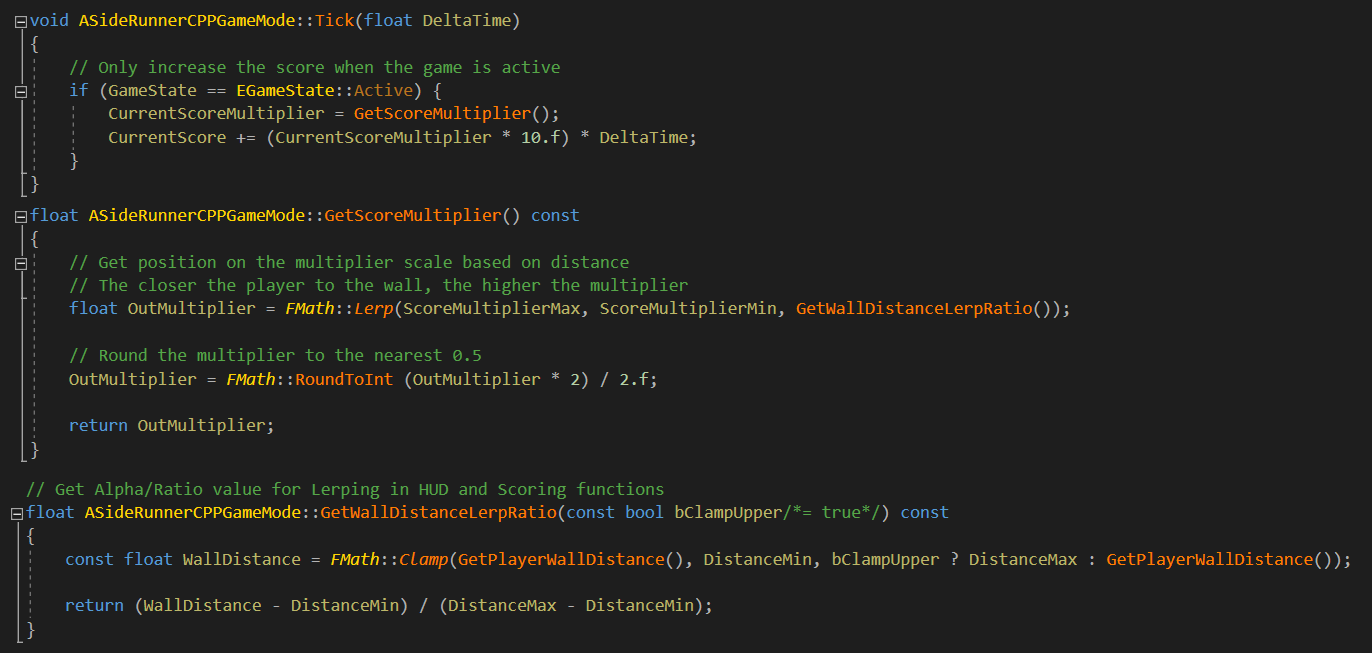 void ASideRunnerCPPGameMode::Tick(float DeltaTime)
{
    // Only increase the score when the game is active
    if (GameState == EGameState::Active) {
        CurrentScoreMultiplier = GetScoreMultiplier();
        CurrentScore += (CurrentScoreMultiplier * 10.f) * DeltaTime;
    }
}
float ASideRunnerCPPGameMode::GetScoreMultiplier() const
{
    // Get position on the multiplier scale based on distance
    // The closer the player to the wall, the higher the multiplier
    float OutMultiplier = FMath::Lerp(ScoreMultiplierMax, ScoreMultiplierMin, GetWallDistanceLerpRatio());

    // Round the multiplier to the nearest 0.5
    OutMultiplier = FMath::RoundToInt (OutMultiplier * 2) / 2.f;

    return OutMultiplier;
}
// Get Alpha/Ratio value for Lerping in HUD and Scoring functions
float ASideRunnerCPPGameMode::GetWallDistanceLerpRatio(const bool bClampUpper/*= true*/) const
{
    const float WallDistance = FMath::Clamp(GetPlayerWallDistance(), DistanceMin, bClampUpper ? DistanceMax : GetPlayerWallDistance());

    return (WallDistance - DistanceMin) / (DistanceMax - DistanceMin);
}